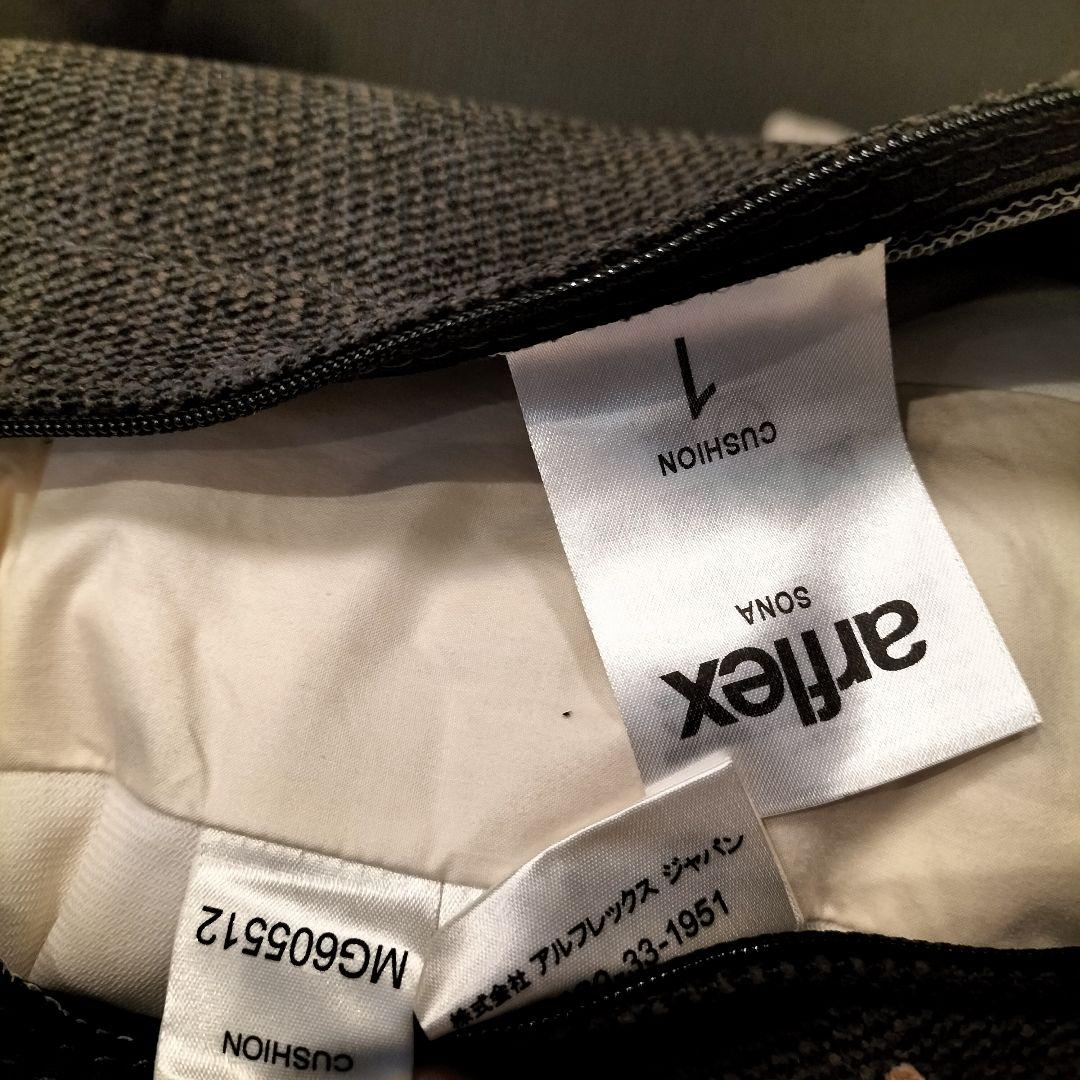 arflex
SONA
CUSHION
1
株式会社 アルフレックス ジャパン
-33-1951
CUSHION
MG605512